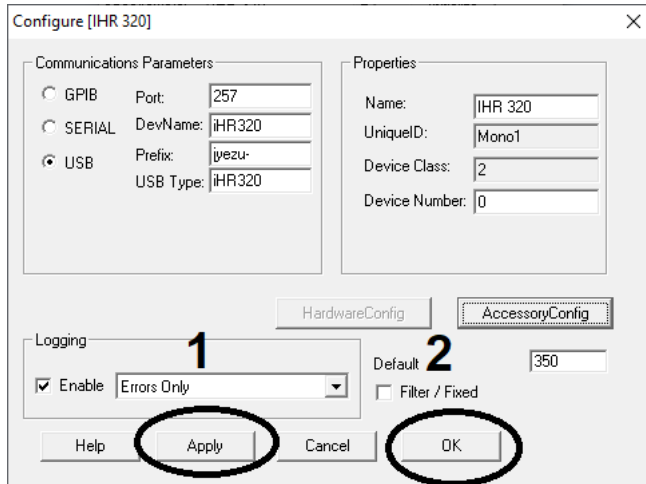 Configure [IHR 320]
Communications Parameters
GPIB
SERIAL
USB
Port: 257
DevName: iHR320
Prefix: jyezu-
USB Type: iHR320
Properties
Name: IHR 320
UniqueID: Mono1
Device Class: 2
Device Number: 0
HardwareConfig
AccessoryConfig
Logging
1
Enable
Errors Only
Default
2
350
Filter / Fixed
Help
Apply
Cancel
OK